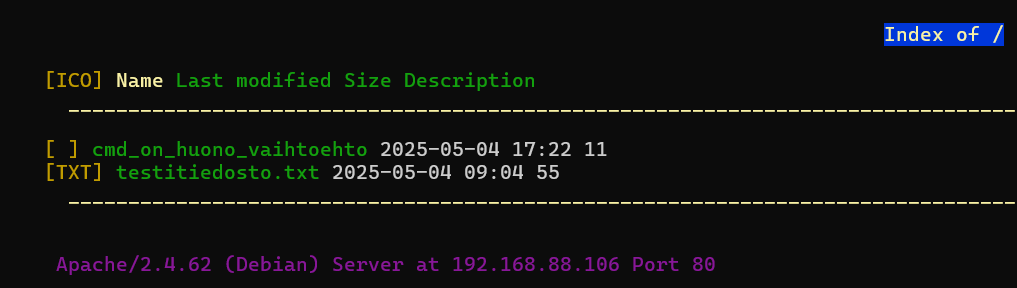 Index of /
[ICO] Name Last modified Size Description
--------------------------------------------------------------------------------
[ ] cmd_on_huono_vaihtoehto 2025-05-04 17:22 11
[TXT] testitiedosto.txt 2025-05-04 09:04 55
--------------------------------------------------------------------------------
Apache/2.4.62 (Debian) Server at 192.168.88.106 Port 80